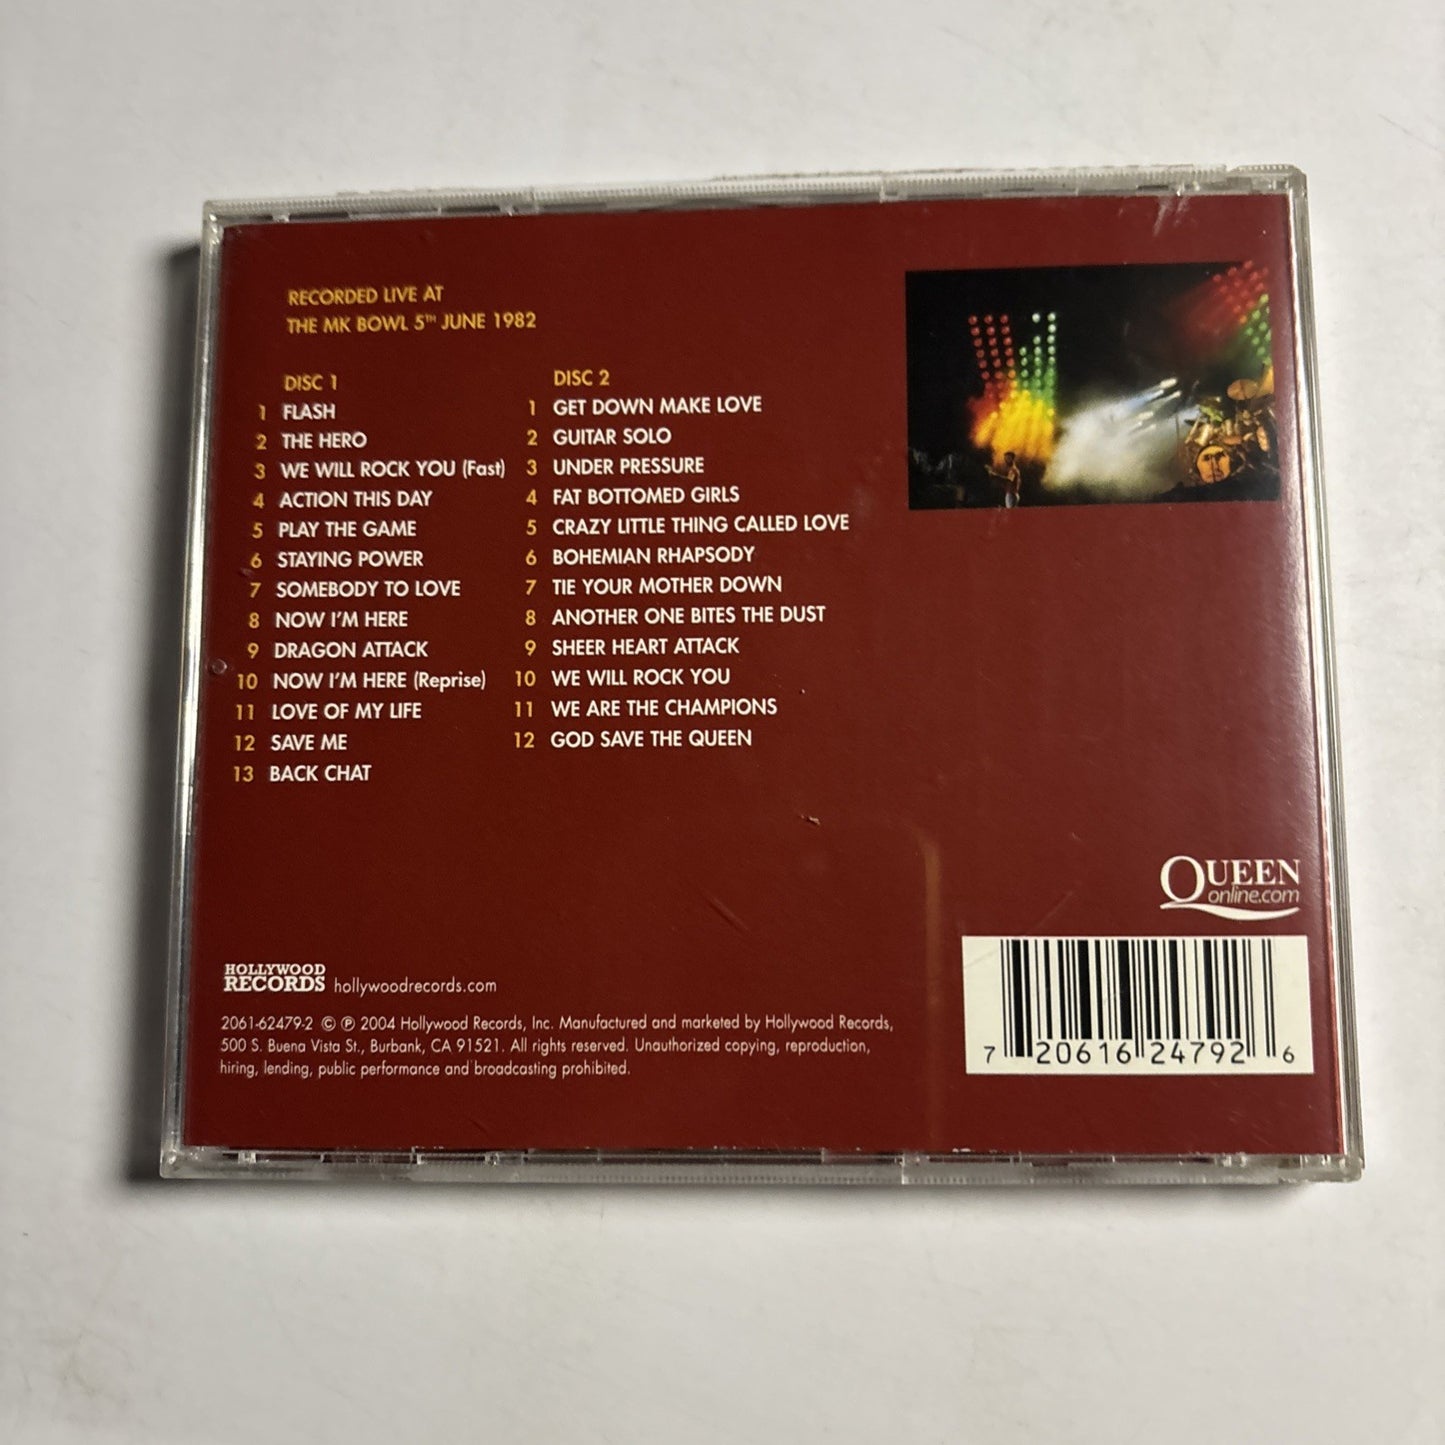 RECORDED LIVE AT
THE MK BOWL 5TH JUNE 1982
DISC 1
1 FLASH
2 THE HERO
3 WE WILL ROCK YOU (Fast)
4 ACTION THIS DAY
5 PLAY THE GAME
6 STAYING POWER
7 SOMEBODY TO LOVE
8 NOW I'M HERE
9 DRAGON ATTACK
10 NOW I'M HERE (Reprise)
11 LOVE OF MY LIFE
12 SAVE ME
13 BACK CHAT
DISC 2
1 GET DOWN MAKE LOVE
2 GUITAR SOLO
3 UNDER PRESSURE
4 FAT BOTTOMED GIRLS
5 CRAZY LITTLE THING CALLED LOVE
6 BOHEMIAN RHAPSODY
7 TIE YOUR MOTHER DOWN
8 ANOTHER ONE BITES THE DUST
9 SHEER HEART ATTACK
10 WE WILL ROCK YOU
11 WE ARE THE CHAMPIONS
12 GOD SAVE THE QUEEN
QUEEN
online.com
HOLLYWOOD
RECORDS hollywoodrecords.com
2061-62479-2 © ℗ 2004 Hollywood Records, Inc. Manufactured and marketed by Hollywood Records,
500 S. Buena Vista St., Burbank, CA 91521. All rights reserved. Unauthorized copying, reproduction,
hiring, lending, public performance and broadcasting prohibited.
7 20616 24792 6